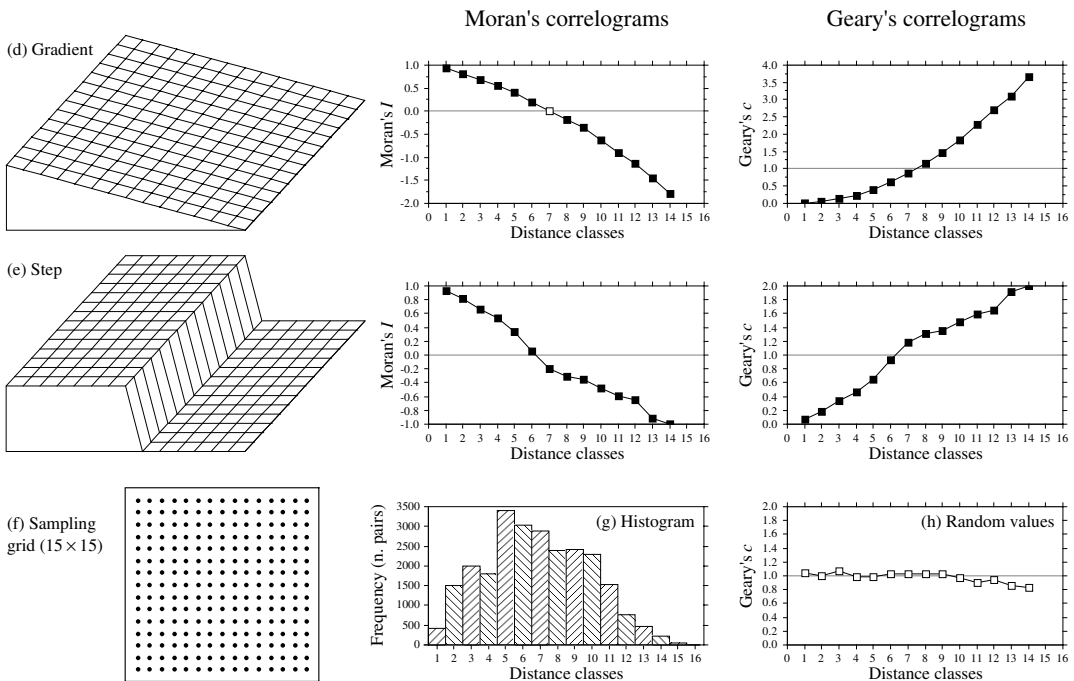 Moran's correlograms
Geary's correlograms
(d) Gradient
1.0
0.5
0.0
-0.5
-1.0
-1.5
-2.0
Moran's I
0 1 2 3 4 5 6 7 8 9 10 11 12 13 14 15 16
Distance classes
4.0
3.5
3.0
2.5
2.0
1.5
1.0
0.5
0.0
Geary's c
0 1 2 3 4 5 6 7 8 9 10 11 12 13 14 15 16
Distance classes
(e) Step
1.0
0.8
0.6
0.4
0.2
0.0
-0.2
-0.4
-0.6
-0.8
-1.0
Moran's I
0 1 2 3 4 5 6 7 8 9 10 11 12 13 14 15 16
Distance classes
2.0
1.8
1.6
1.4
1.2
1.0
0.8
0.6
0.4
0.2
0.0
Geary's c
0 1 2 3 4 5 6 7 8 9 10 11 12 13 14 15 16
Distance classes
(f) Sampling
grid (15 × 15)
(g) Histogram
3500
3000
2500
2000
1500
1000
500
0
Frequency (n. pairs)
1 2 3 4 5 6 7 8 9 10 11 12 13 14 15 16
Distance classes
(h) Random values
2.0
1.8
1.6
1.4
1.2
1.0
0.8
0.6
0.4
0.2
0.0
Geary's c
0 1 2 3 4 5 6 7 8 9 10 11 12 13 14 15 16
Distance classes